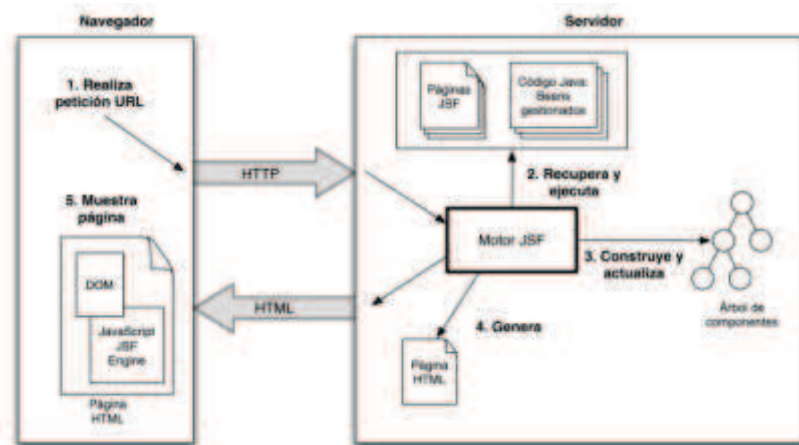 Navegador
Servidor
1. Realiza
petición URL
HTTP
Páginas
JSF
Código Java:
Beans
gestionados
2. Recupera y
ejecuta
Motor JSF
3. Construye y
actualiza
Árbol de
componentes
4. Genera
Página
HTML
HTML
5. Muestra
página
DOM
JavaScript
JSF
Engine
Página
HTML